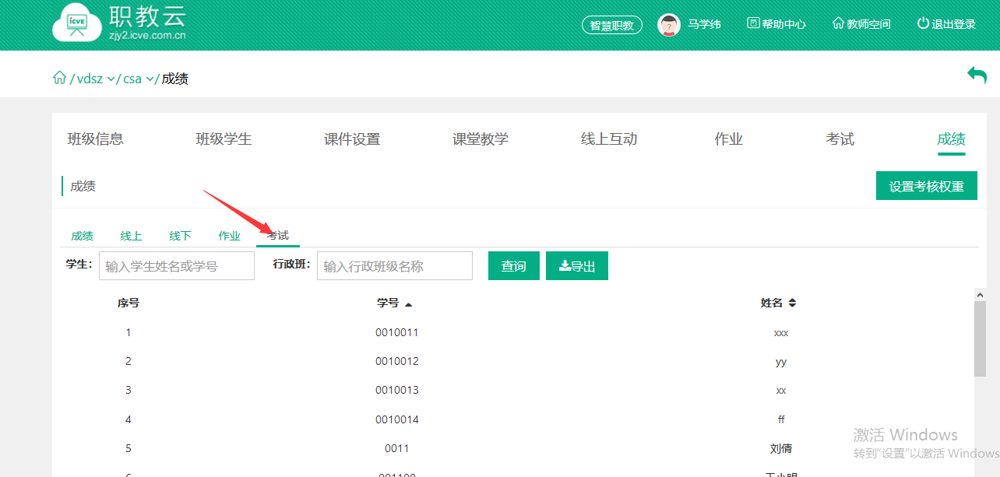 icve 职教云
zjy2.icve.com.cn
智慧职教 马学纬 帮助中心 教师空间 退出登录
/ vdsz / csa / 成绩
班级信息 班级学生 课件设置 课堂教学 线上互动 作业 考试 成绩
成绩 设置考核权重
成绩 线上 线下 作业 考试
学生: 输入学生姓名或学号 行政班: 输入行政班级名称 查询 导出
序号 学号 姓名
1 0010011 xxx
2 0010012 yy
3 0010013 xx
4 0010014 ff
5 0011 刘倩
激活 Windows
转到"设置"以激活 Windows